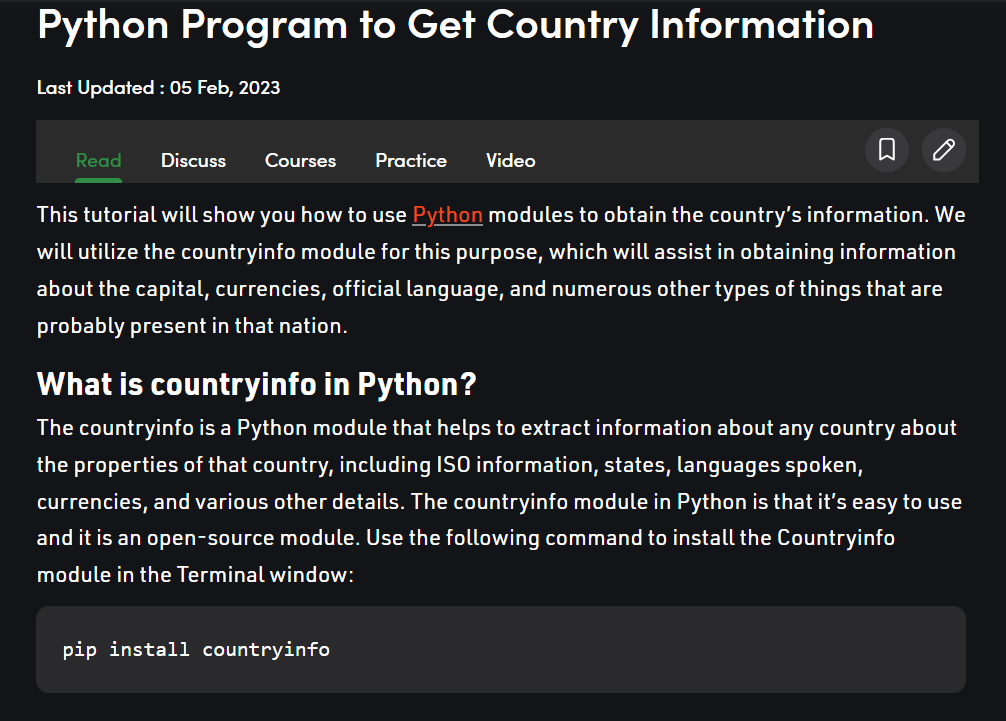 Python Program to Get Country Information
Last Updated : 05 Feb, 2023
Read Discuss Courses Practice Video
This tutorial will show you how to use Python modules to obtain the country’s information. We
will utilize the countryinfo module for this purpose, which will assist in obtaining information
about the capital, currencies, official language, and numerous other types of things that are
probably present in that nation.
What is countryinfo in Python?
The countryinfo is a Python module that helps to extract information about any country about
the properties of that country, including ISO information, states, languages spoken,
currencies, and various other details. The countryinfo module in Python is that it’s easy to use
and it is an open-source module. Use the following command to install the Countryinfo
module in the Terminal window:
pip install countryinfo